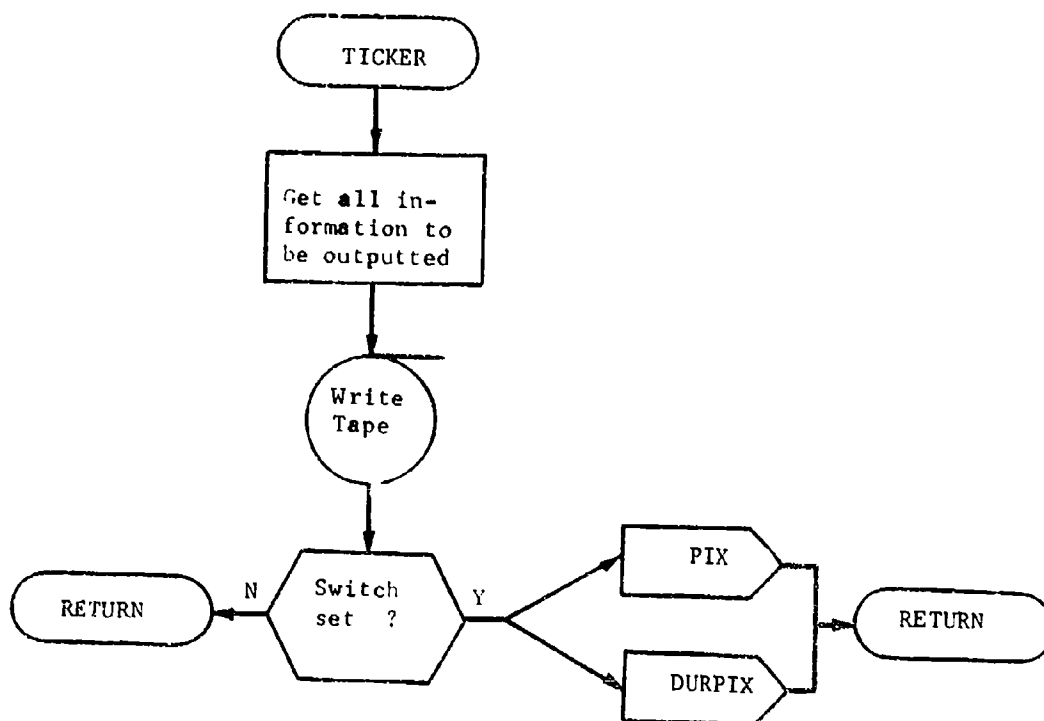 TICKER
Get all in-
formation to
be outputted
Write
Tape
Switch
set ?
N
Y
RETURN
PIX
DURPIX
RETURN